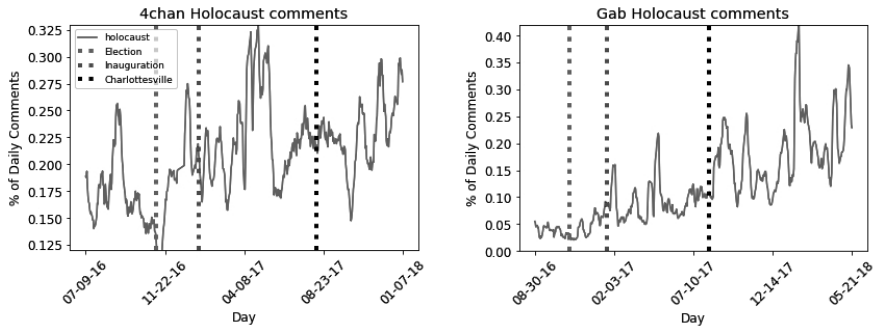 4chan Holocaust comments
% of Daily Comments
0.325
0.300
0.275
0.250
0.225
0.200
0.175
0.150
0.125
holocaust
Election
Inauguration
Charlottesville
07-09-16
11-22-16
04-08-17
08-23-17
01-07-18
Day
Gab Holocaust comments
% of Daily Comments
0.40
0.35
0.30
0.25
0.20
0.15
0.10
0.05
0.00
08-30-16
02-03-17
07-10-17
12-14-17
05-21-18
Day